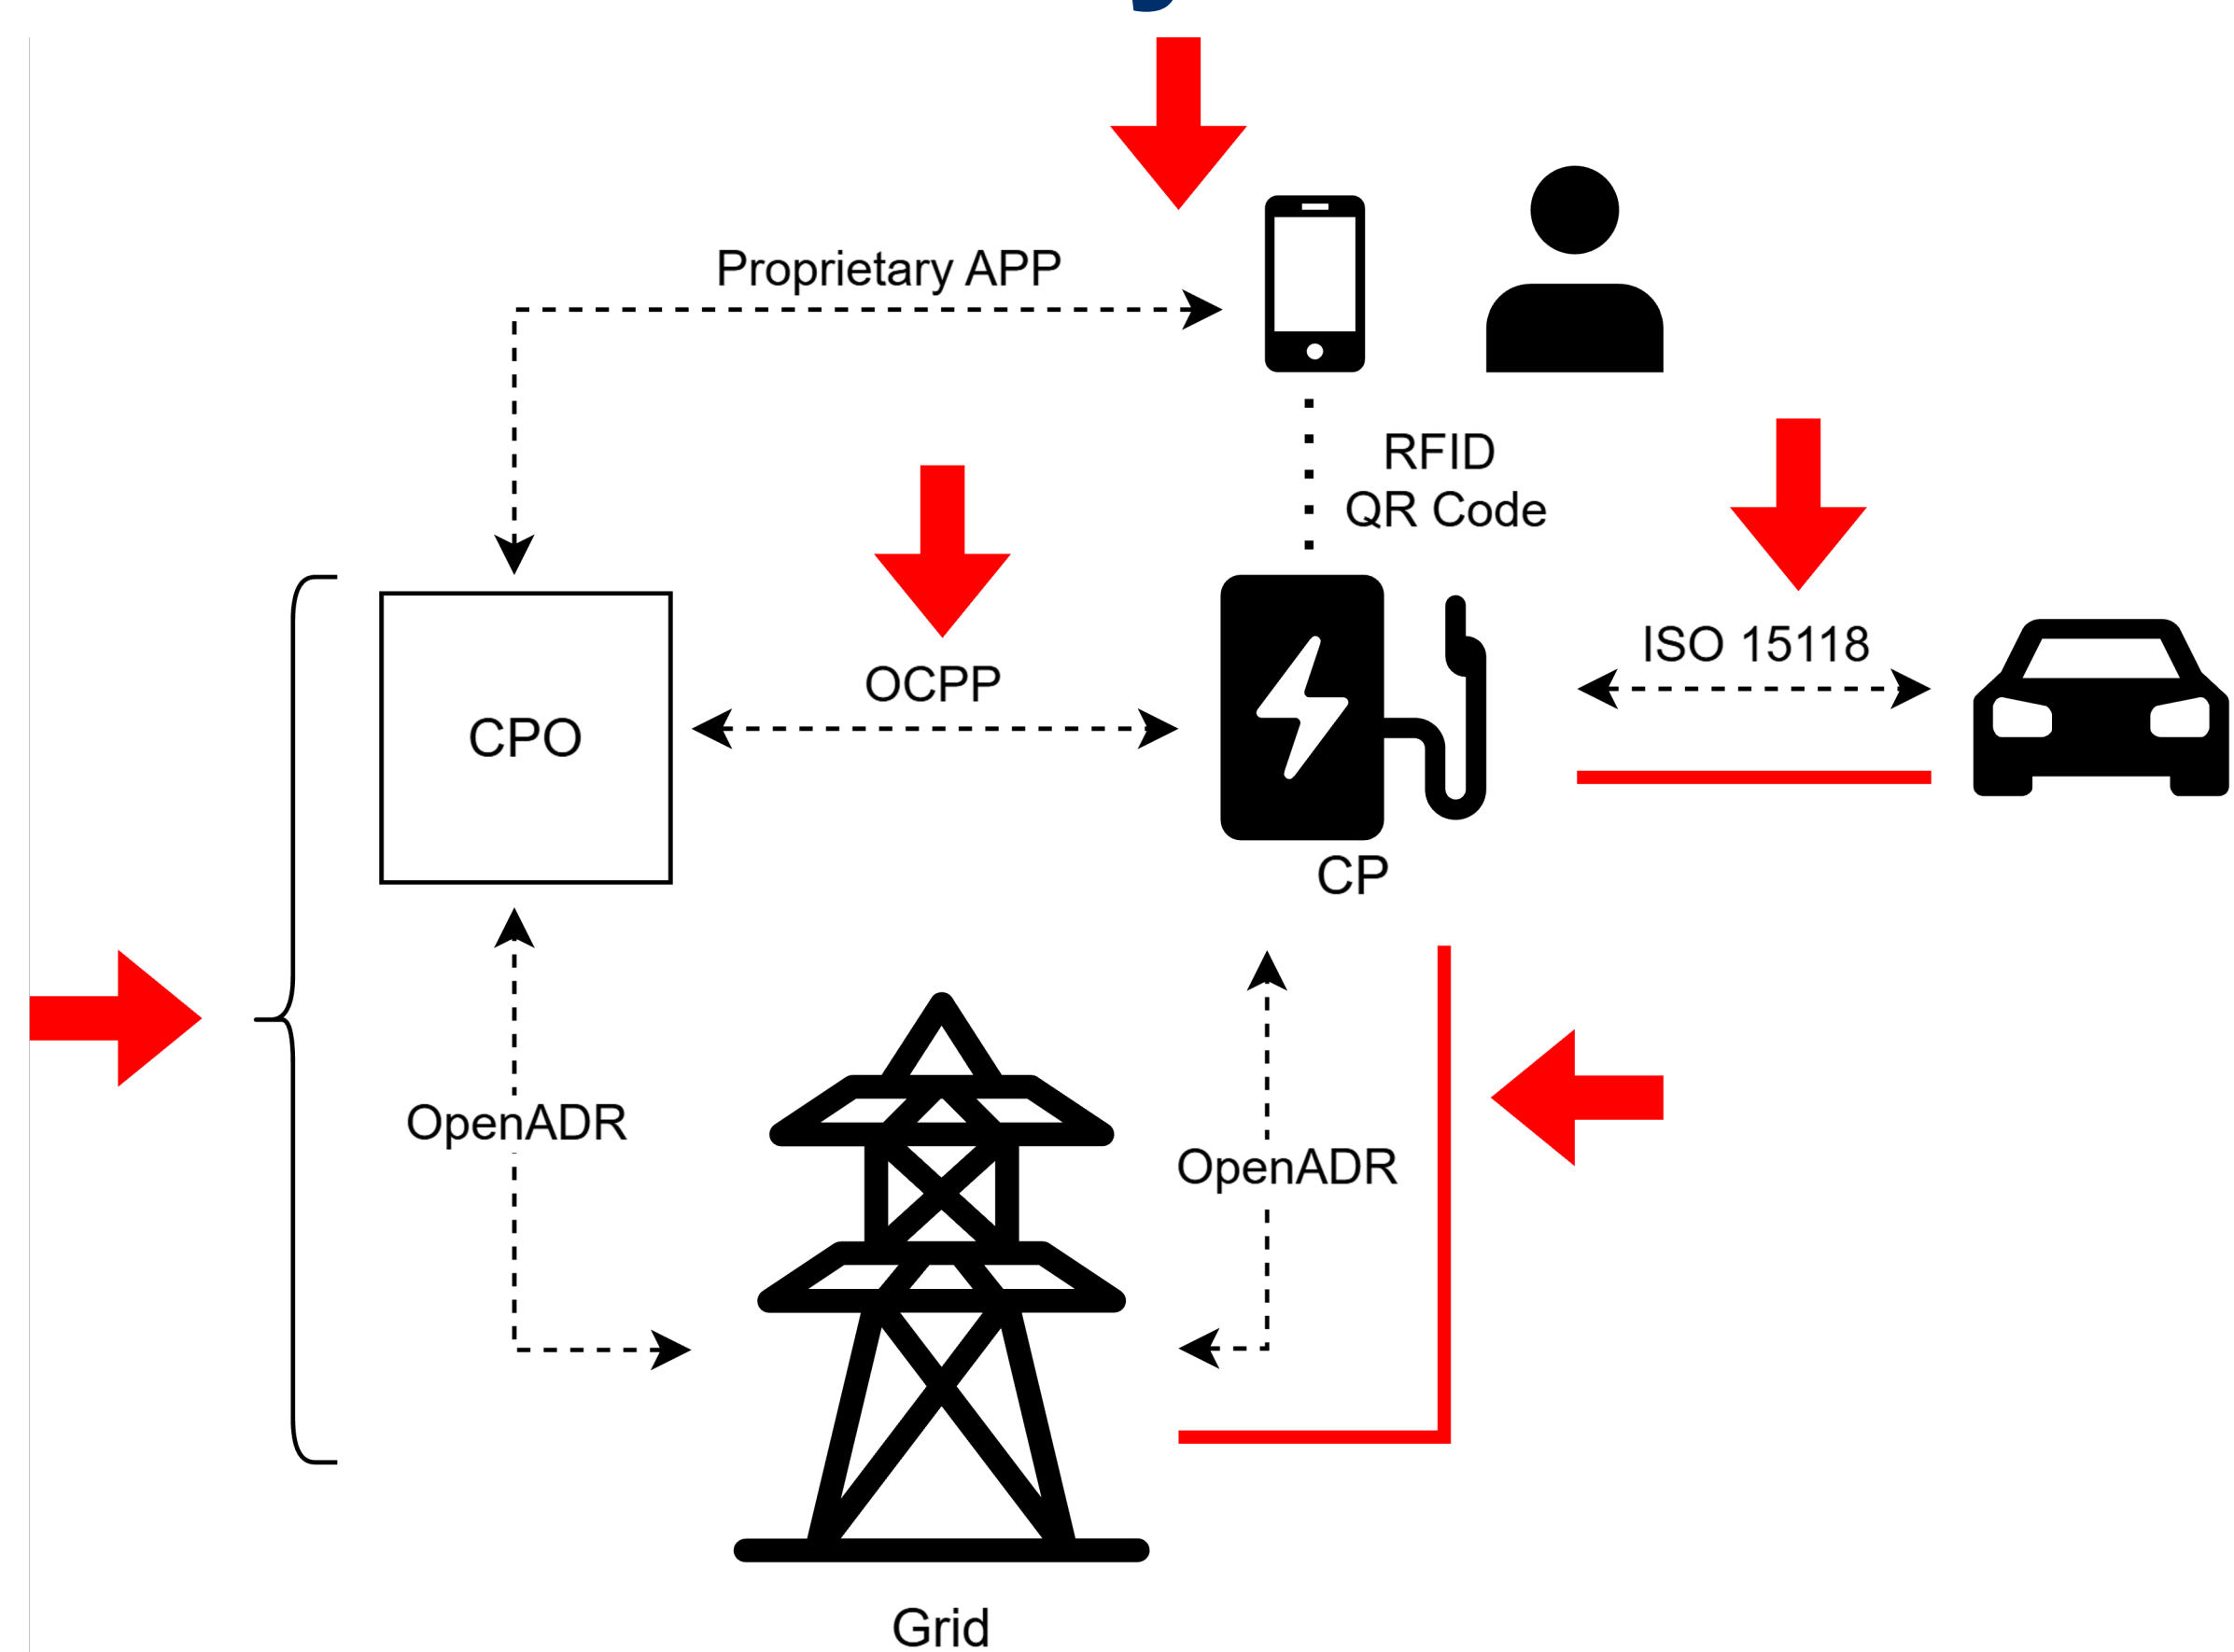 Proprietary APP
RFID
QR Code
ISO 15118
OCPP
CPO
CP
OpenADR
OpenADR
Grid